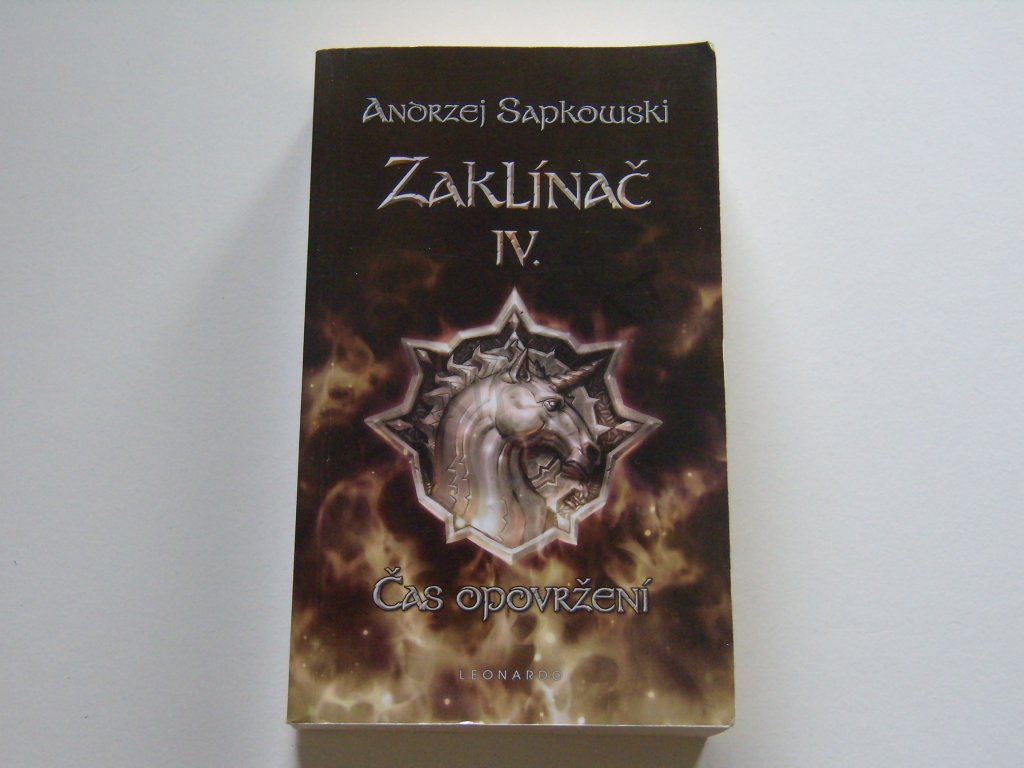 Andrzej Sapkowski
Zaklínač
IV.
Čas opovržení
LEONARDO